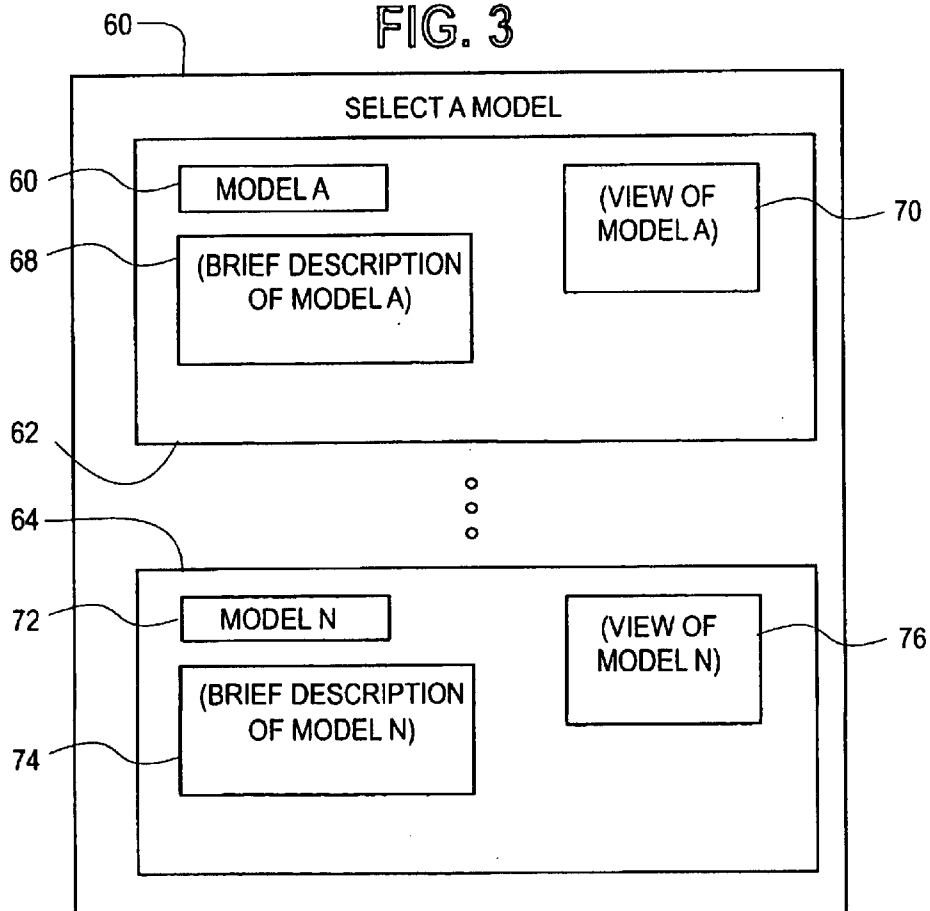 60
FIG. 3
SELECT A MODEL
60
MODEL A
(VIEW OF
MODEL A)
70
68
(BRIEF DESCRIPTION
OF MODEL A)
62
64
72
MODEL N
(VIEW OF
MODEL N)
76
(BRIEF DESCRIPTION
OF MODEL N)
74